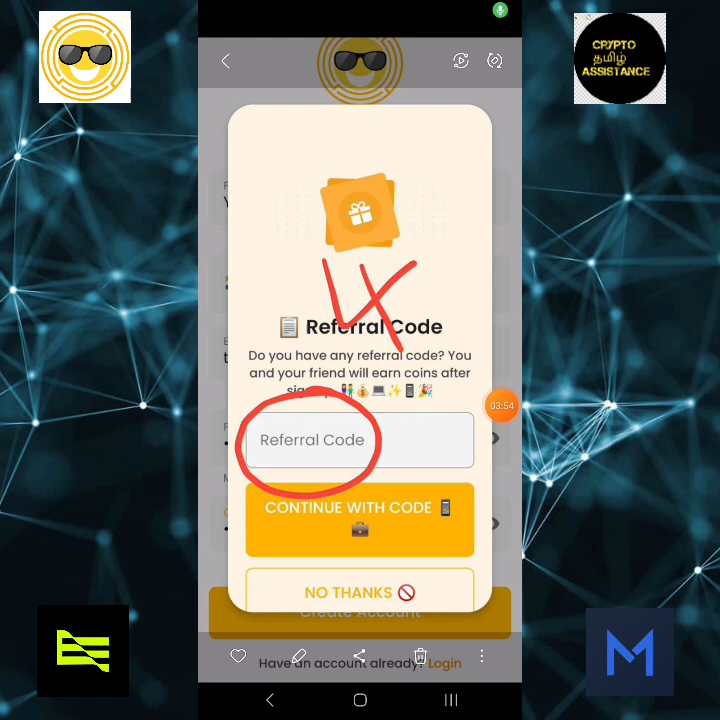 CRYPTO
தமிழ்
ASSISTANCE
LX
📋 Referral Code
Do you have any referral code? You
and your friend will earn coins after
03:54
Referral Code
CONTINUE WITH CODE 📱
💼
NO THANKS 🚫
Create Account
Have an account already? Login